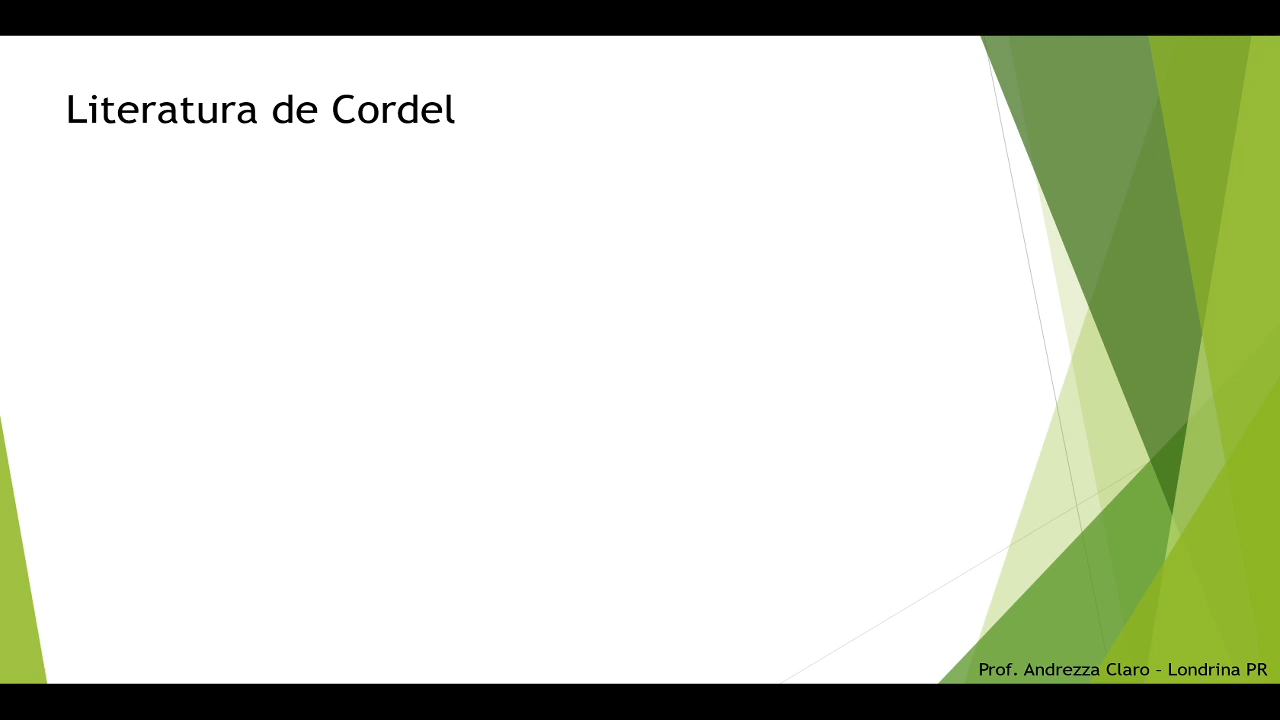 Literatura de Cordel
Prof. Andrezza Claro – Londrina PR